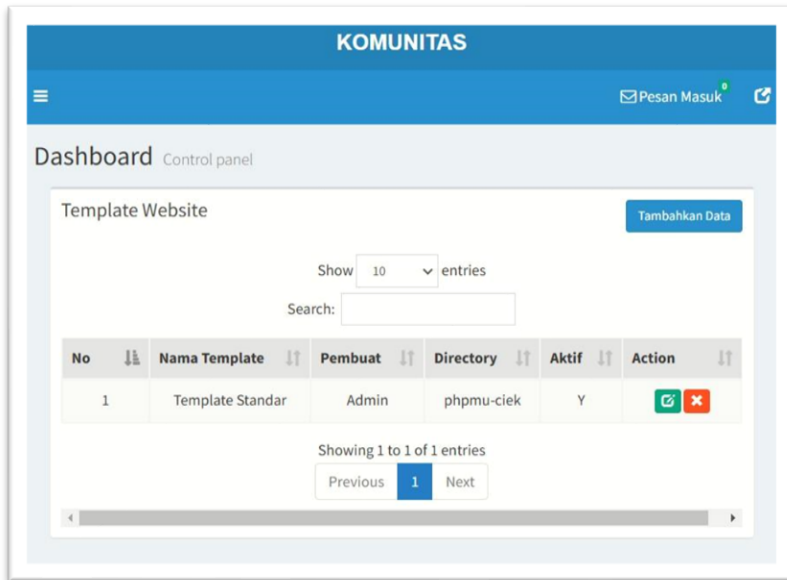 KOMUNITAS
Pesan Masuk 0
Dashboard Control panel
Template Website Tambahkan Data
Show 10 entries
Search:
No Nama Template Pembuat Directory Aktif Action
1 Template Standar Admin phpmu-ciek Y
Showing 1 to 1 of 1 entries
Previous 1 Next